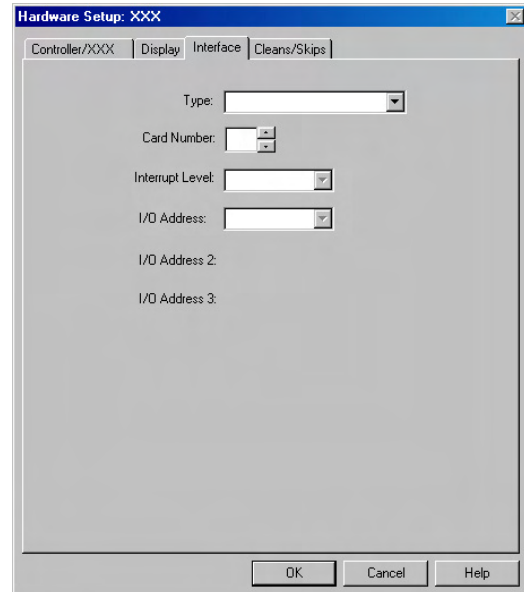 Hardware Setup: XXX
Controller/XXX Display Interface Cleans/Skips
Type:
Card Number:
Interrupt Level:
I/O Address:
I/O Address 2:
I/O Address 3:
OK Cancel Help